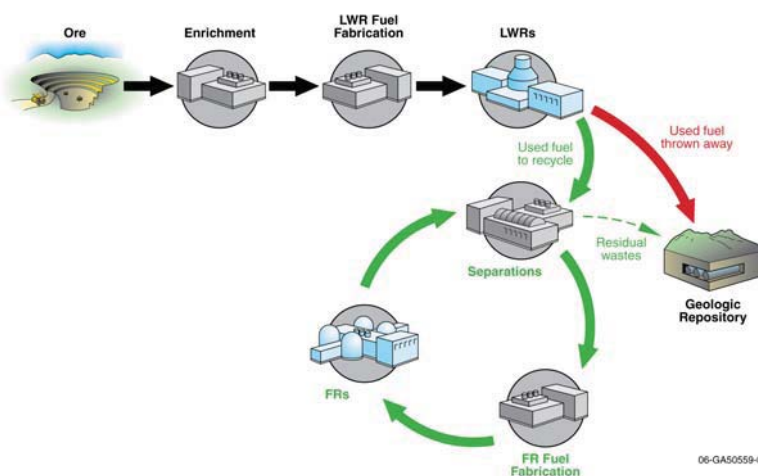 Ore
Enrichment
LWR Fuel
Fabrication
LWRs
Used fuel
to recycle
Used fuel
thrown away
Separations
Residual
wastes
Geologic
Repository
FRs
FR Fuel
Fabrication